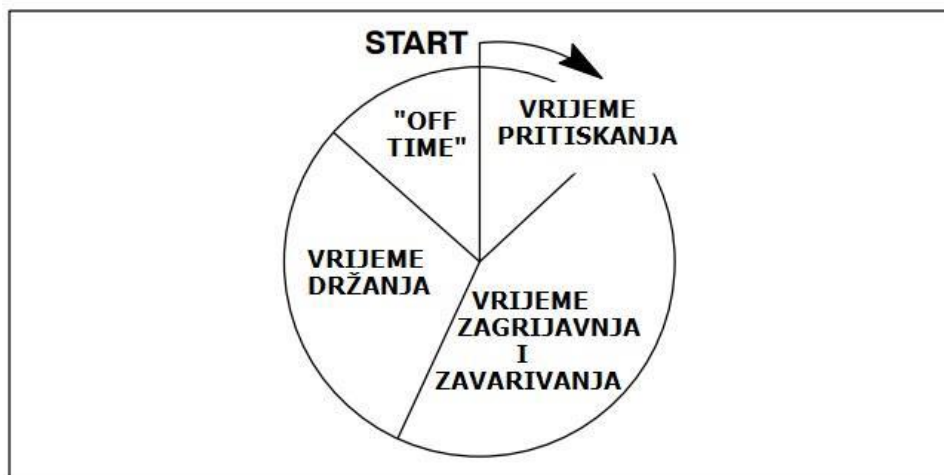 START
VRIJEME
PRITISKANJA
VRIJEME
ZAGRIJAVNJA
I
ZAVARIVANJA
VRIJEME
DRŽANJA
"OFF
TIME"